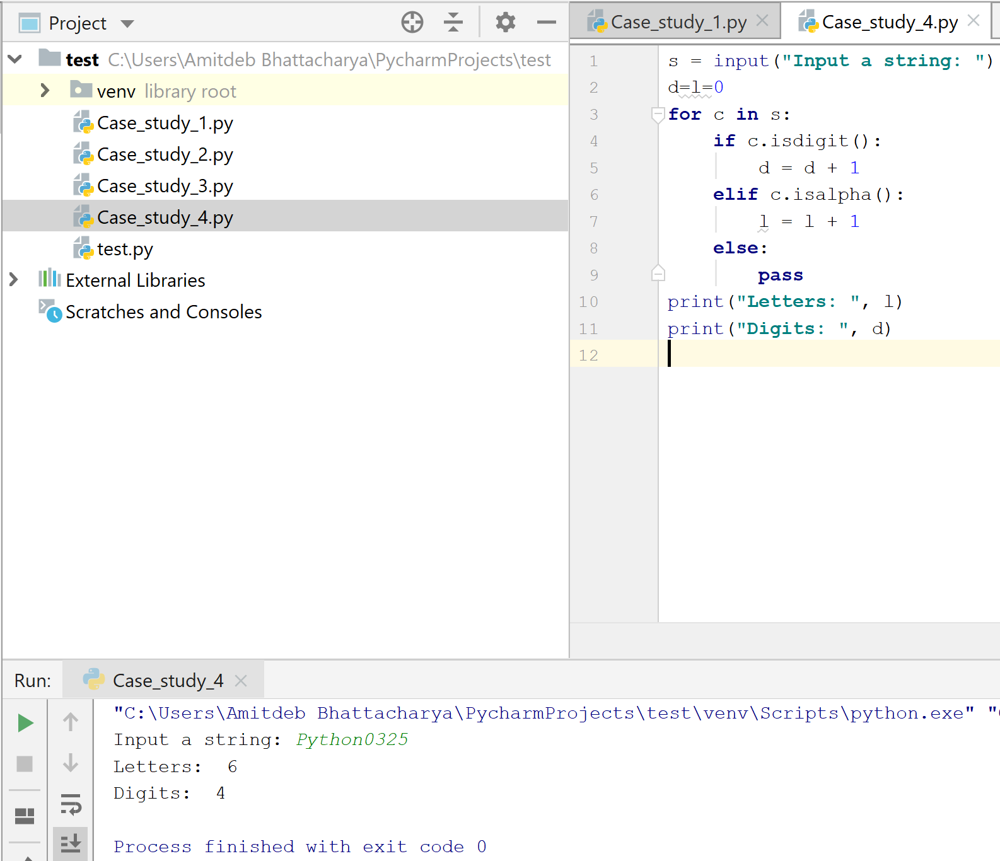 Project
test C:\Users\Amitdeb Bhattacharya\PycharmProjects\test
venv library root
Case_study_1.py
Case_study_2.py
Case_study_3.py
Case_study_4.py
test.py
External Libraries
Scratches and Consoles
Case_study_1.py
Case_study_4.py
1 s = input("Input a string: ")
2 d=l=0
3 for c in s:
4     if c.isdigit():
5         d = d + 1
6     elif c.isalpha():
7         l = l + 1
8     else:
9         pass
10 print("Letters: ", l)
11 print("Digits: ", d)
12
Run: Case_study_4
"C:\Users\Amitdeb Bhattacharya\PycharmProjects\test\venv\Scripts\python.exe" "
Input a string: Python0325
Letters:  6
Digits:  4
Process finished with exit code 0